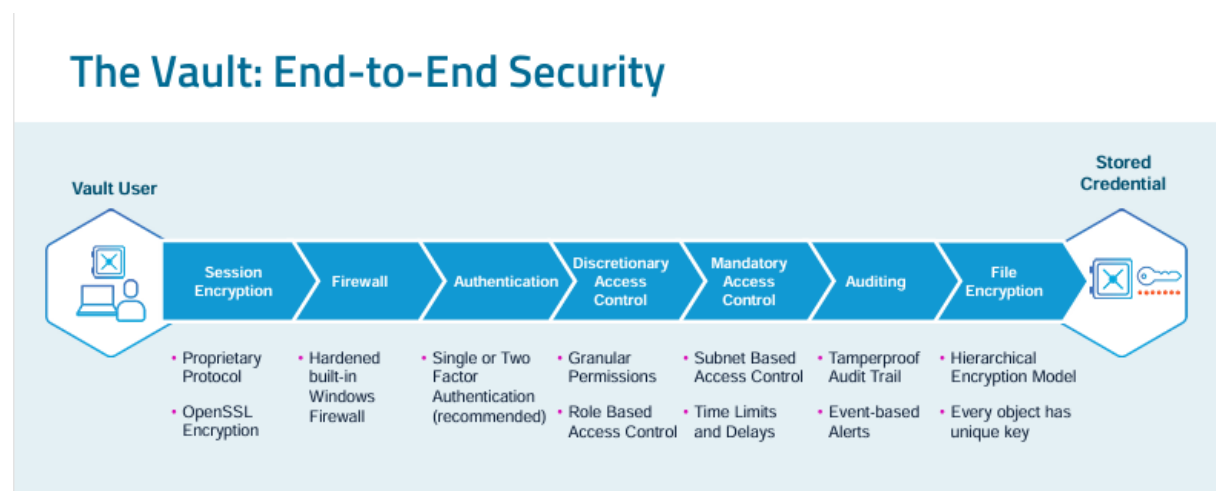 The Vault: End-to-End Security
Vault User
Stored
Credential
Session
Encryption
Firewall
Authentication
Discretionary
Access
Control
Mandatory
Access
Control
Auditing
File
Encryption
• Proprietary
Protocol
• OpenSSL
Encryption
• Hardened
built-in
Windows
Firewall
• Single or Two
Factor
Authentication
(recommended)
• Granular
Permissions
• Role Based
Access Control
• Subnet Based
Access Control
• Time Limits
and Delays
• Tamperproof
Audit Trail
• Event-based
Alerts
• Hierarchical
Encryption Model
• Every object has
unique key